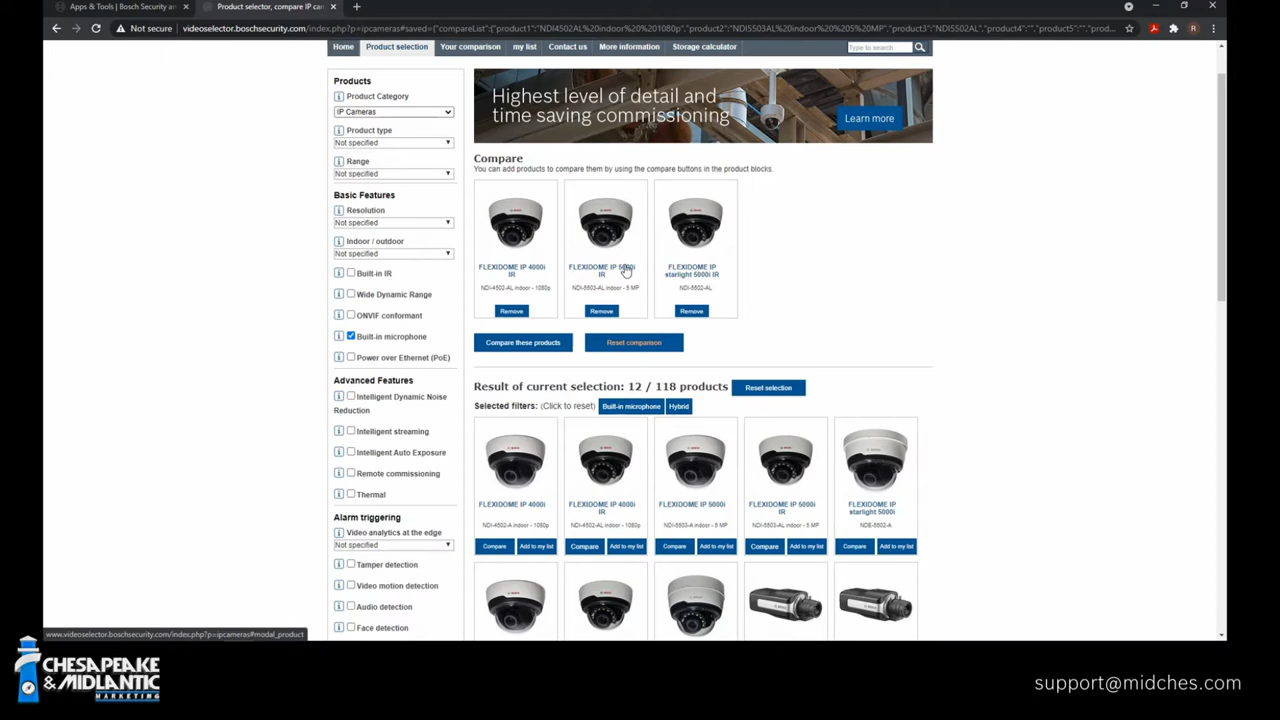 Apps & Tools | Bosch Security an
Product selector, compare IP car
Not secure
videoselector.boschsecurity.com/index.php?p=ipcameras#saved={"compareList":{"product1":"NDI4502AL%20indoor%20%201080p","product2":"NDI5503AL%20indoor%205%20MP","product3":"NDI5502AL","product4":"","product5":"","prod...
Home
Product selection
Your comparison
my list
Contact us
More information
Storage calculator
Type to search
Products
Product Category
IP Cameras
Product type
Not specified
Range
Not specified
Basic Features
Resolution
Not specified
Indoor / outdoor
Not specified
Built-in IR
Wide Dynamic Range
ONVIF conformant
Built-in microphone
Power over Ethernet (PoE)
Advanced Features
Intelligent Dynamic Noise
Reduction
Intelligent streaming
Intelligent Auto Exposure
Remote commissioning
Thermal
Alarm triggering
Video analytics at the edge
Not specified
Tamper detection
Video motion detection
Audio detection
Face detection
Highest level of detail and
time saving commissioning
Learn more
Compare
You can add products to compare them by using the compare buttons in the product blocks.
FLEXIDOME IP 4000i
IR
NDI-4502-AL indoor - 1080p
Remove
FLEXIDOME IP 5000i
IR
NDI-5503-AL indoor - 5 MP
Remove
FLEXIDOME IP
starlight 5000i IR
NDI-5502-AL
Remove
Compare these products
Reset comparison
Result of current selection: 12 / 118 products
Reset selection
Selected filters: (Click to reset)
Built-in microphone
Hybrid
FLEXIDOME IP 4000i
NDI-4502-A indoor - 1080p
Compare
Add to my list
FLEXIDOME IP 4000i
IR
NDI-4502-AL indoor - 1080p
Compare
Add to my list
FLEXIDOME IP 5000i
NDI-5503-A indoor - 5 MP
Compare
Add to my list
FLEXIDOME IP 5000i
IR
NDI-5503-AL indoor - 5 MP
Compare
Add to my list
FLEXIDOME IP
starlight 5000i
NDE-5502-A
Compare
Add to my list
www.videoselector.boschsecurity.com/index.php?p=ipcameras#modal_product
CHESAPEAKE
& MIDLANTIC
MARKETING
support@midches.com